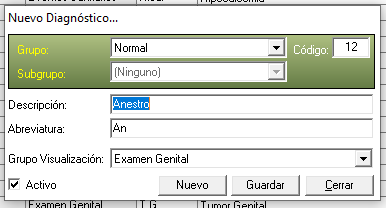 Nuevo Diagnóstico...
Grupo: Normal Código: 12
Subgrupo: (Ninguno)
Descripción: Anestro
Abreviatura: An
Grupo Visualización: Examen Genital
Activo Nuevo Guardar Cerrar
Examen Genital T.G. Tumor Genital